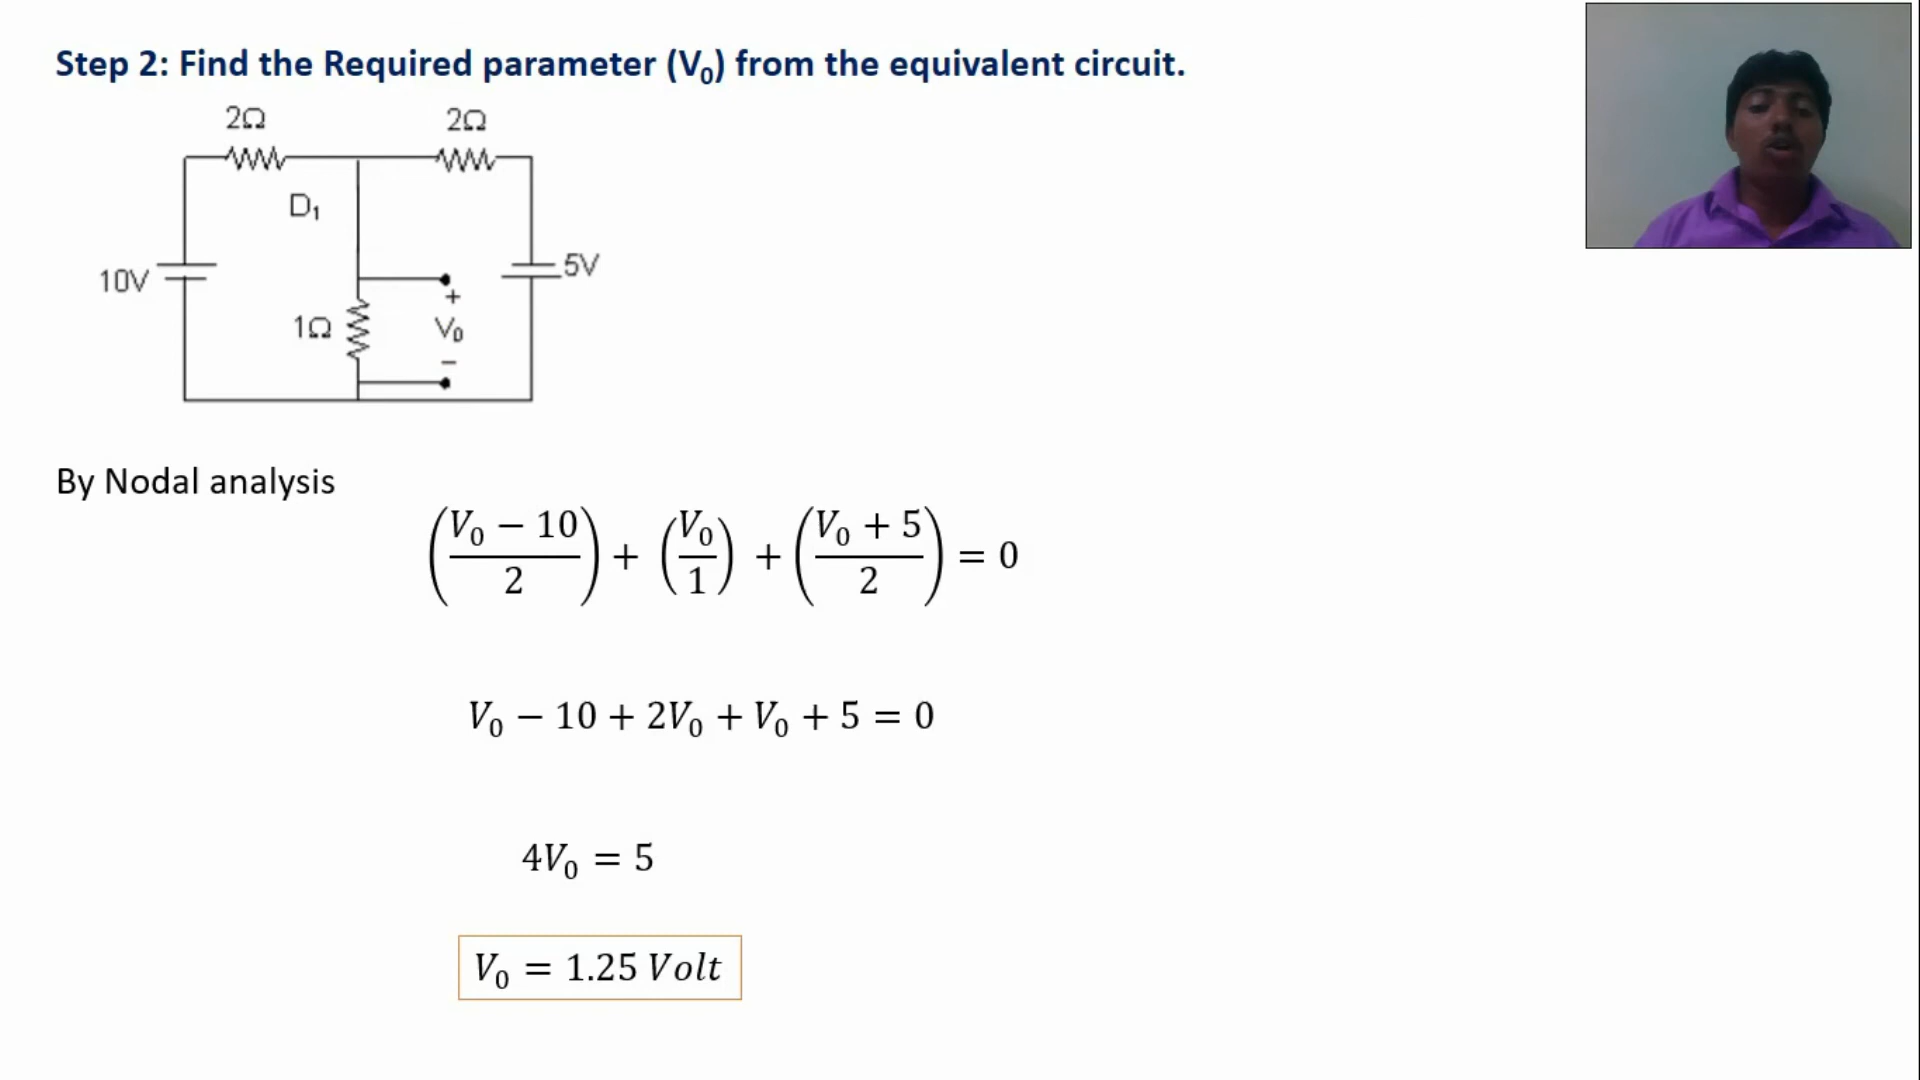 Step 2: Find the Required parameter (V₀) from the equivalent circuit.
2Ω 2Ω
D₁
10V 5V
+
1Ω V₀
−
By Nodal analysis
((V₀ − 10)/2) + (V₀/1) + ((V₀ + 5)/2) = 0
V₀ − 10 + 2V₀ + V₀ + 5 = 0
4V₀ = 5
V₀ = 1.25 Volt